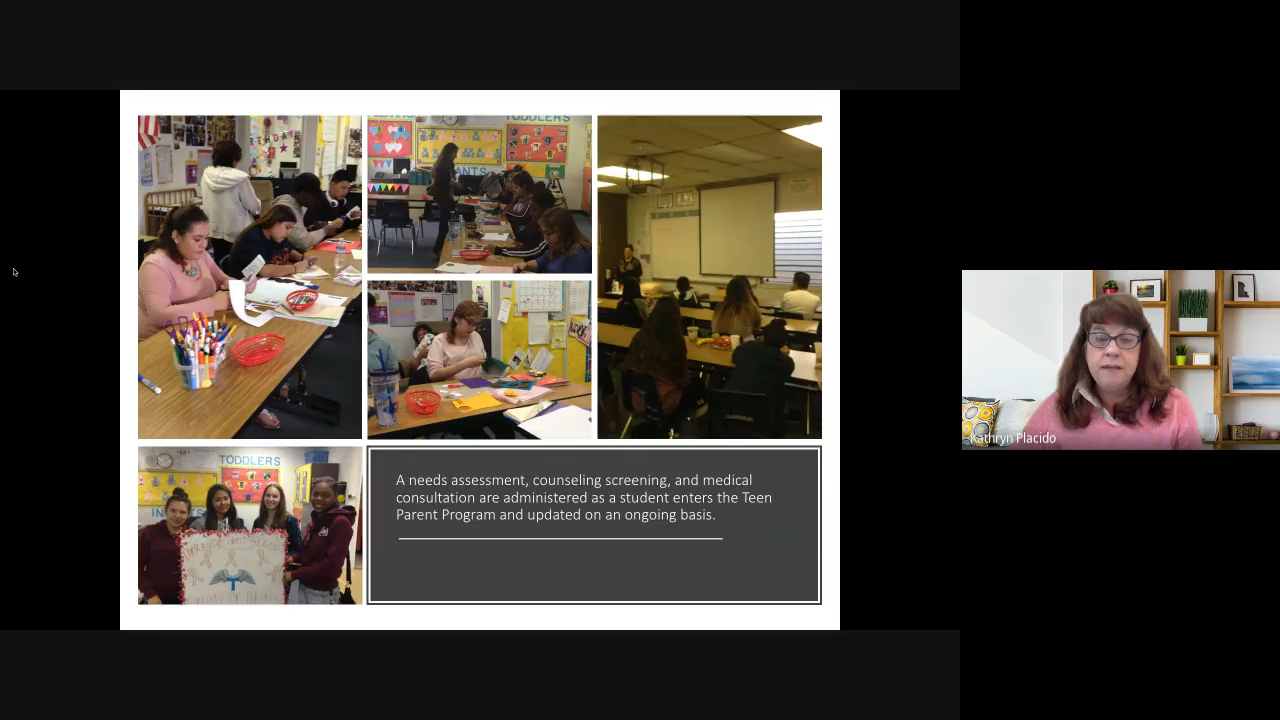 TODDLERS
TODDLERS
A needs assessment, counseling screening, and medical
consultation are administered as a student enters the Teen
Parent Program and updated on an ongoing basis.
Kathryn Placido